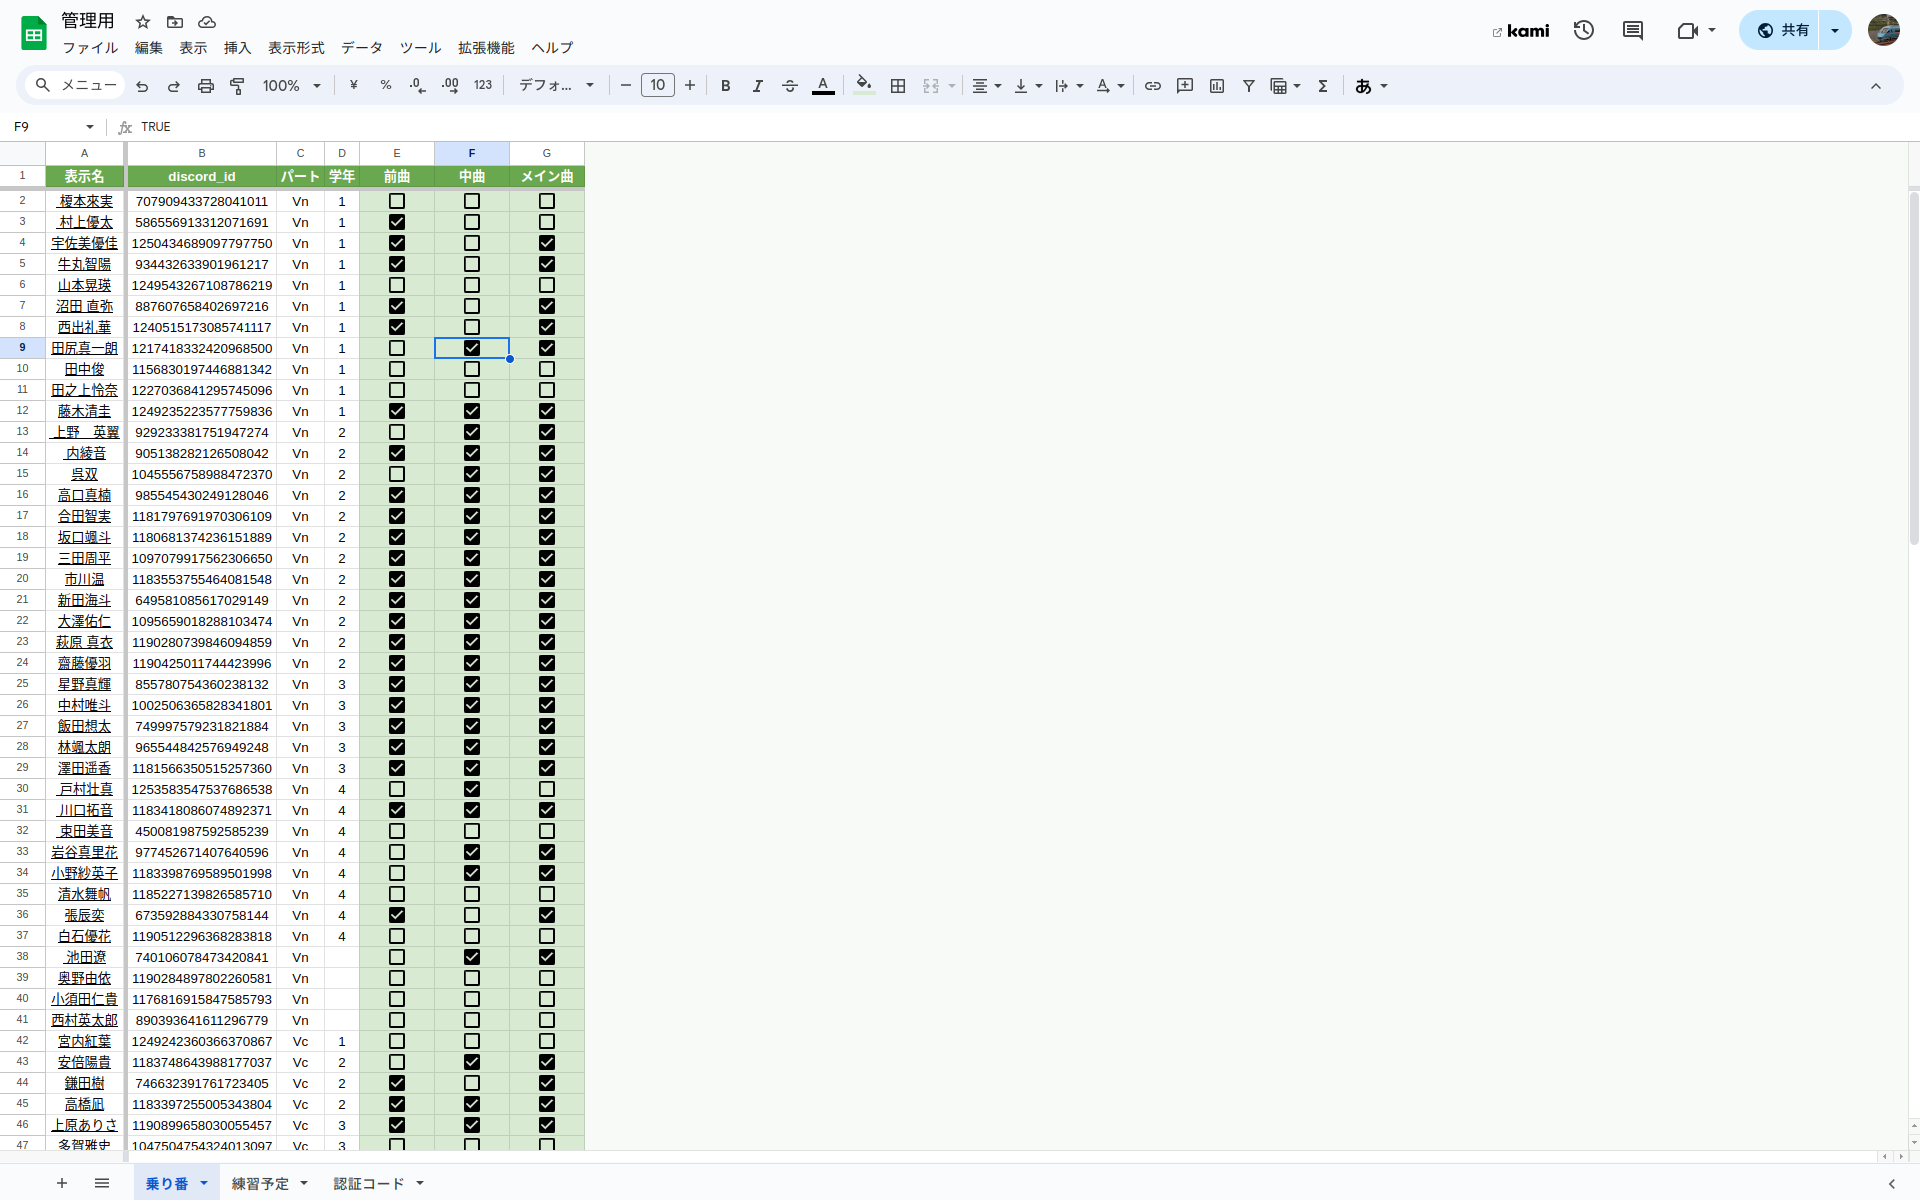 管理用
ファイル 編集 表示 挿入 表示形式 データ ツール 拡張機能 ヘルプ
kami
共有
メニュー 100% ¥ % .0 .00 123 デフォ... 10 B I A あ
F9 fx TRUE
A B C D E F G
1 表示名 discord_id パート 学年 前曲 中曲 メイン曲
2 榎本來実 707909433728041011 Vn 1
3 村上優太 586556913312071691 Vn 1
4 宇佐美優佳 1250434689097797750 Vn 1
5 牛丸智陽 934432633901961217 Vn 1
6 山本晃瑛 1249543267108786219 Vn 1
7 沼田 直弥 887607658402697216 Vn 1
8 西出礼華 1240515173085741117 Vn 1
9 田尻真一朗 1217418332420968500 Vn 1
10 田中俊 1156830197446881342 Vn 1
11 田之上怜奈 1227036841295745096 Vn 1
12 藤木清圭 1249235223577759836 Vn 1
13 上野　英翼 929233381751947274 Vn 2
14 内綾音 905138282126508042 Vn 2
15 呉双 1045556758988472370 Vn 2
16 高口真楠 985545430249128046 Vn 2
17 合田智実 1181797691970306109 Vn 2
18 坂口颯斗 1180681374236151889 Vn 2
19 三田周平 1097079917562306650 Vn 2
20 市川温 1183553755464081548 Vn 2
21 新田海斗 649581085617029149 Vn 2
22 大澤佑仁 1095659018288103474 Vn 2
23 萩原 真衣 1190280739846094859 Vn 2
24 齋藤優羽 1190425011744423996 Vn 2
25 星野真輝 855780754360238132 Vn 3
26 中村唯斗 1002506365828341801 Vn 3
27 飯田想太 749997579231821884 Vn 3
28 林颯太朗 965544842576949248 Vn 3
29 澤田遥香 1181566350515257360 Vn 3
30 戸村壮真 1253583547537686538 Vn 4
31 川口拓音 1183418086074892371 Vn 4
32 束田美音 450081987592585239 Vn 4
33 岩谷真里花 977452671407640596 Vn 4
34 小野紗英子 1183398769589501998 Vn 4
35 清水舞帆 1185227139826585710 Vn 4
36 張辰奕 673592884330758144 Vn 4
37 白石優花 1190512296368283818 Vn 4
38 池田遼 740106078473420841 Vn
39 奥野由依 1190284897802260581 Vn
40 小須田仁貴 1176816915847585793 Vn
41 西村英太郎 890393641611296779 Vn
42 宮内紅葉 1249242360366370867 Vc 1
43 安倍陽貴 1183748643988177037 Vc 2
44 鎌田樹 746632391761723405 Vc 2
45 高橋凪 1183397255005343804 Vc 2
46 上原ありさ 1190899658030055457 Vc 3
47 多賀雅史 1047504754324013097 Vc 3
乗り番 練習予定 認証コード